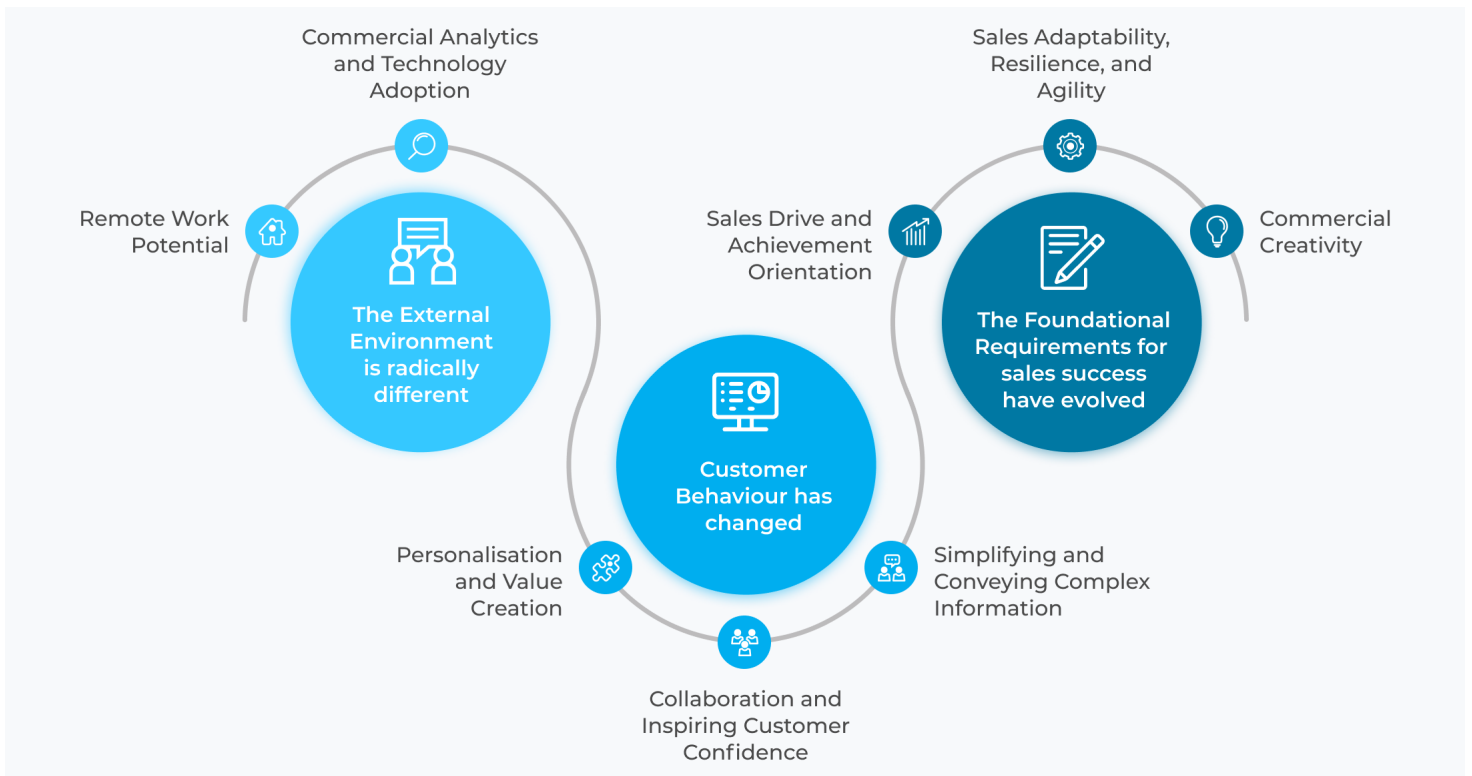 Commercial Analytics
and Technology
Adoption
Remote Work
Potential
The External
Environment
is radically
different
Personalisation
and Value
Creation
Customer
Behaviour has
changed
Collaboration and
Inspiring Customer
Confidence
Simplifying and
Conveying Complex
Information
Sales Drive and
Achievement
Orientation
Sales Adaptability,
Resilience, and
Agility
The Foundational
Requirements for
sales success
have evolved
Commercial
Creativity